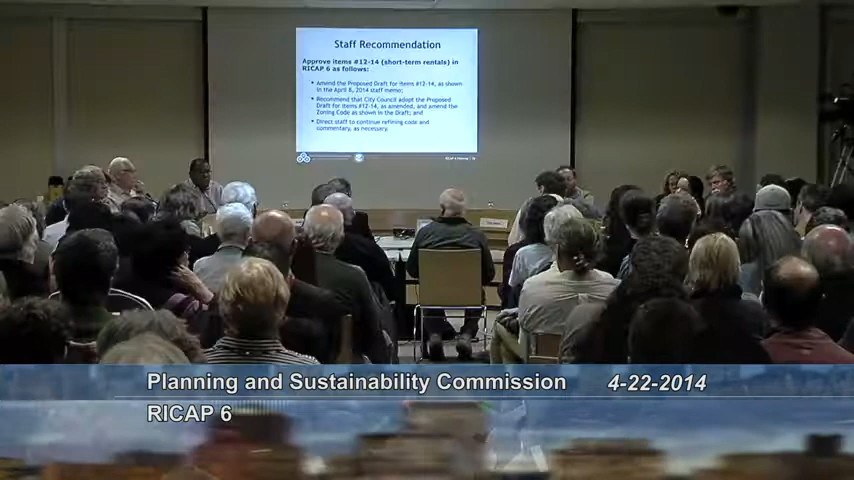 Staff Recommendation
Approve items #12-14 (short-term rentals) in
RICAP 6 as follows:
Amend the Proposed Draft for items #12-14, as shown
in the April 8, 2014 staff memo;
Recommend that City Council adopt the Proposed
Draft for items #12-14, as amended, and amend the
Zoning Code as shown in the Draft; and
Direct staff to continue refining code and
commentary, as necessary.
Planning and Sustainability Commission 4-22-2014
RICAP 6